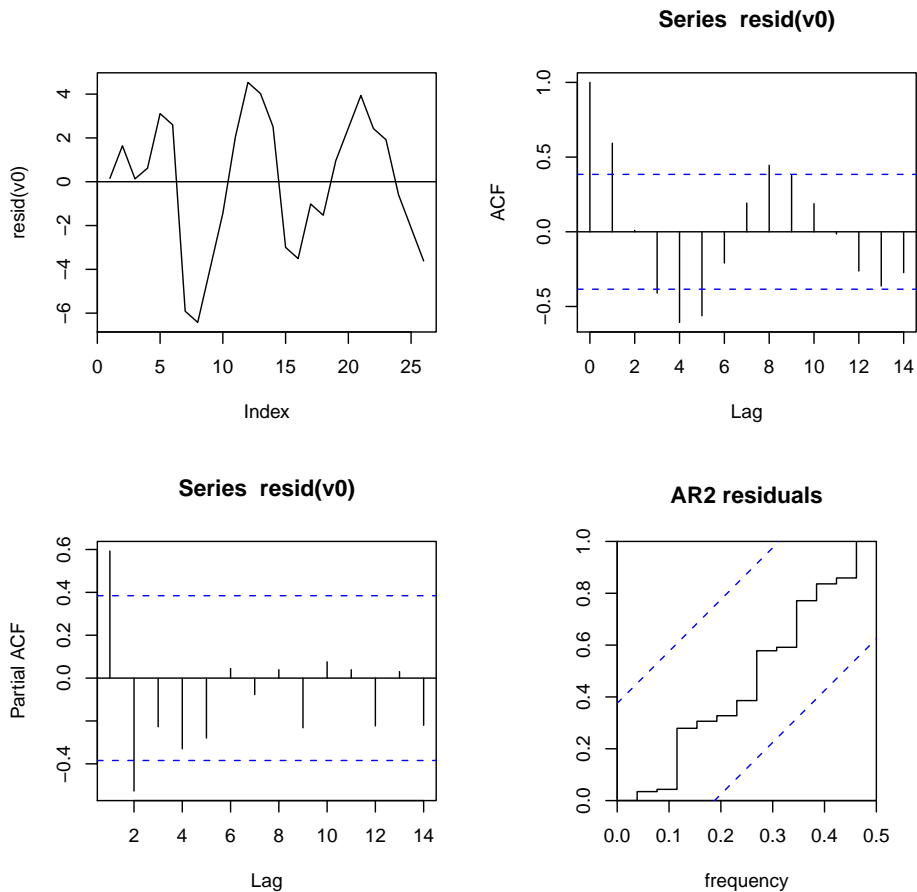 resid(v0)
4
2
0
−2
−4
−6
0 5 10 15 20 25
Index
Series resid(v0)
ACF
1.0
0.5
0.0
−0.5
0 2 4 6 8 10 12 14
Lag
Series resid(v0)
Partial ACF
0.6
0.4
0.2
0.0
−0.4
2 4 6 8 10 12 14
Lag
AR2 residuals
1.0
0.8
0.6
0.4
0.2
0.0
0.0 0.1 0.2 0.3 0.4 0.5
frequency